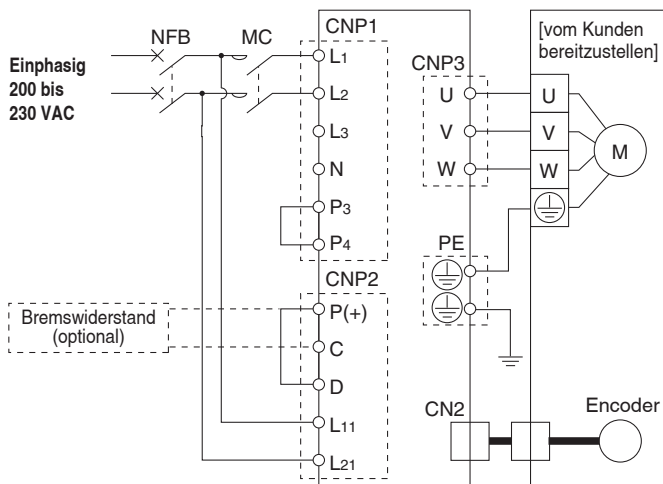 NFB
MC
CNP1
[vom Kunden
bereitzustellen]
Einphasig
200 bis
230 VAC
L1
L2
L3
N
P3
P4
CNP3
U
V
W
U
V
W
M
PE
CNP2
Bremswiderstand
(optional)
P(+)
C
D
L11
L21
CN2
Encoder